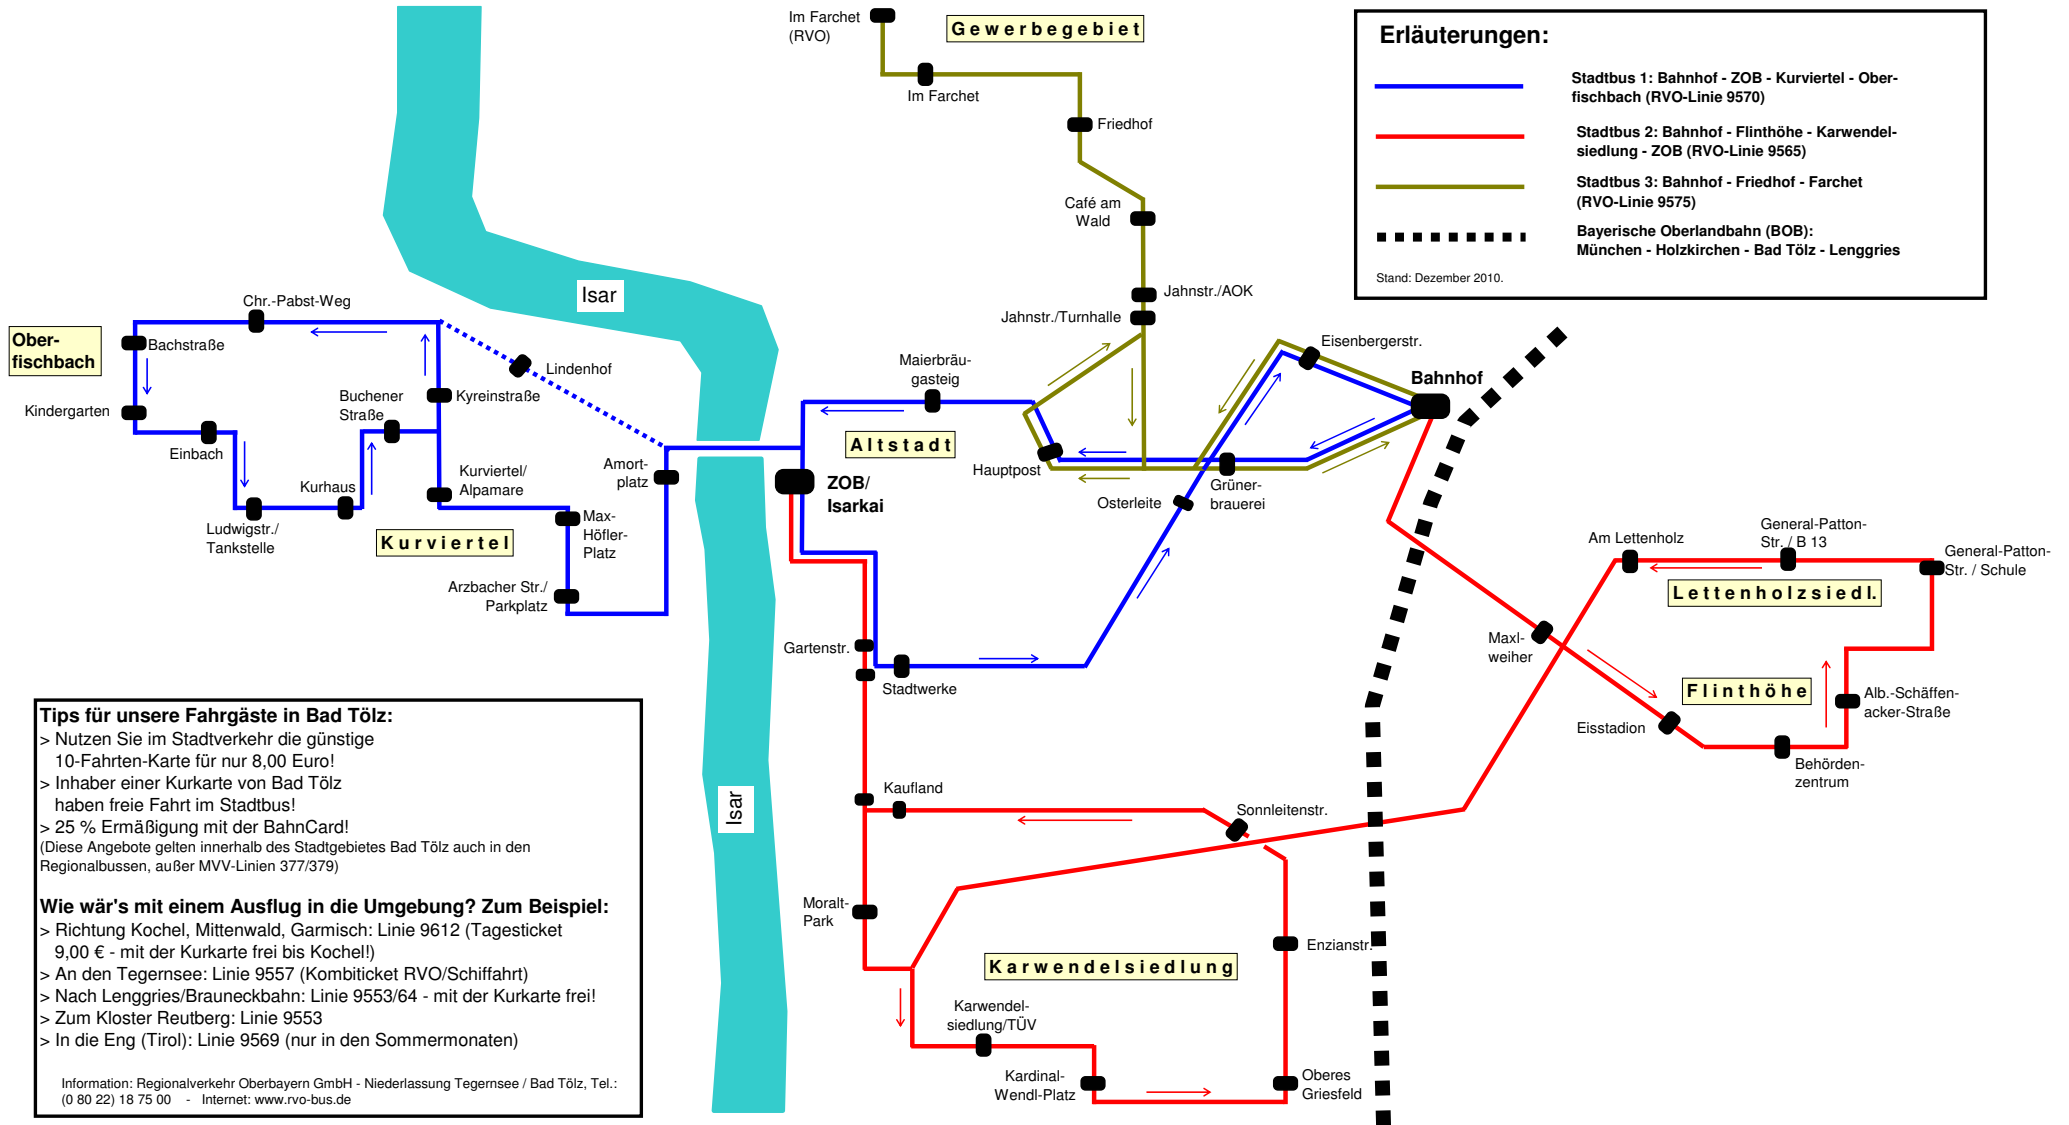 Im Farchet
(RVO)
Gewerbegebiet
Im Farchet
Friedhof
Café am
Wald
Jahnstr./AOK
Jahnstr./Turnhalle
Erläuterungen:
Stadtbus 1: Bahnhof - ZOB - Kurviertel - Ober-
fischbach (RVO-Linie 9570)
Stadtbus 2: Bahnhof - Flinthöhe - Karwendel-
siedlung - ZOB (RVO-Linie 9565)
Stadtbus 3: Bahnhof - Friedhof - Farchet
(RVO-Linie 9575)
Bayerische Oberlandbahn (BOB):
München - Holzkirchen - Bad Tölz - Lenggries
Stand: Dezember 2010.
Isar
Chr.-Pabst-Weg
Ober-
fischbach
Bachstraße
Lindenhof
Kindergarten
Buchener
Straße
Kyreinstraße
Einbach
Kurhaus
Kurviertel/
Alpamare
Ludwigstr./
Tankstelle
Kurviertel
Max-
Höfler-
Platz
Amort-
platz
Arzbacher Str./
Parkplatz
Maierbräu-
gasteig
Altstadt
ZOB/
Isarkai
Hauptpost
Eisenbergerstr.
Bahnhof
Osterleite
Grüner-
brauerei
Gartenstr.
Stadtwerke
Am Lettenholz
General-Patton-
Str. / B 13
General-Patton-
Str. / Schule
Lettenholzsiedl.
Maxl-
weiher
Flinthöhe
Alb.-Schäffen-
acker-Straße
Eisstadion
Behörden-
zentrum
Isar
Kaufland
Sonnleitenstr.
Moralt-
Park
Enzianstr.
Karwendelsiedlung
Karwendel-
siedlung/TÜV
Kardinal-
Wendl-Platz
Oberes
Griesfeld
Tips für unsere Fahrgäste in Bad Tölz:
> Nutzen Sie im Stadtverkehr die günstige
10-Fahrten-Karte für nur 8,00 Euro!
> Inhaber einer Kurkarte von Bad Tölz
haben freie Fahrt im Stadtbus!
> 25 % Ermäßigung mit der BahnCard!
(Diese Angebote gelten innerhalb des Stadtgebietes Bad Tölz auch in den
Regionalbussen, außer MVV-Linien 377/379)
Wie wär's mit einem Ausflug in die Umgebung? Zum Beispiel:
> Richtung Kochel, Mittenwald, Garmisch: Linie 9612 (Tagesticket
9,00 € - mit der Kurkarte frei bis Kochel!)
> An den Tegernsee: Linie 9557 (Kombiticket RVO/Schiffahrt)
> Nach Lenggries/Brauneckbahn: Linie 9553/64 - mit der Kurkarte frei!
> Zum Kloster Reutberg: Linie 9553
> In die Eng (Tirol): Linie 9569 (nur in den Sommermonaten)
Information: Regionalverkehr Oberbayern GmbH - Niederlassung Tegernsee / Bad Tölz, Tel.:
(0 80 22) 18 75 00 - Internet: www.rvo-bus.de